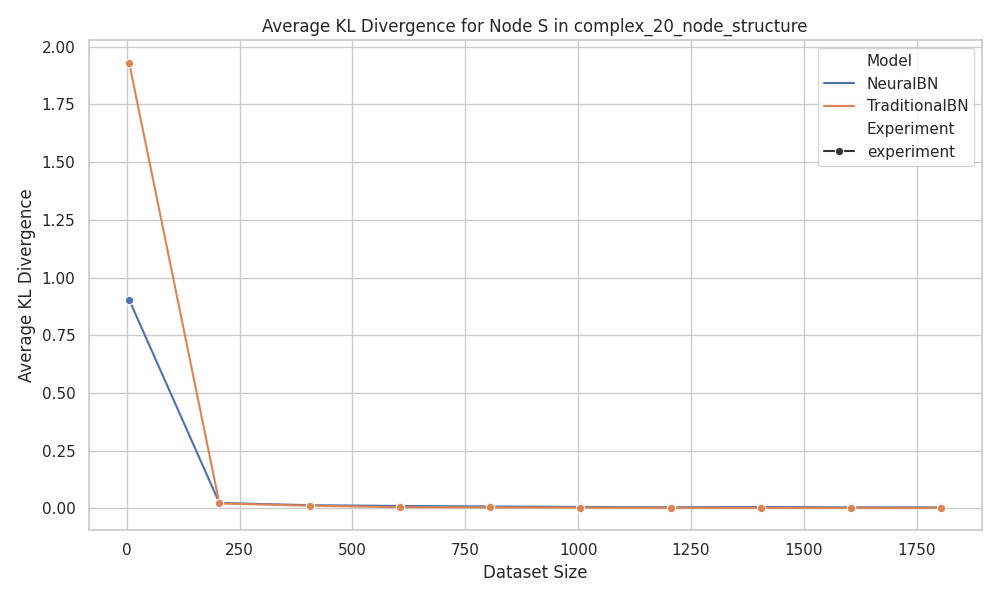 Average KL Divergence for Node S in complex_20_node_structure
Model
NeuralBN
TraditionalBN
Experiment
experiment
Average KL Divergence
2.00
1.75
1.50
1.25
1.00
0.75
0.50
0.25
0.00
0
250
500
750
1000
1250
1500
1750
Dataset Size